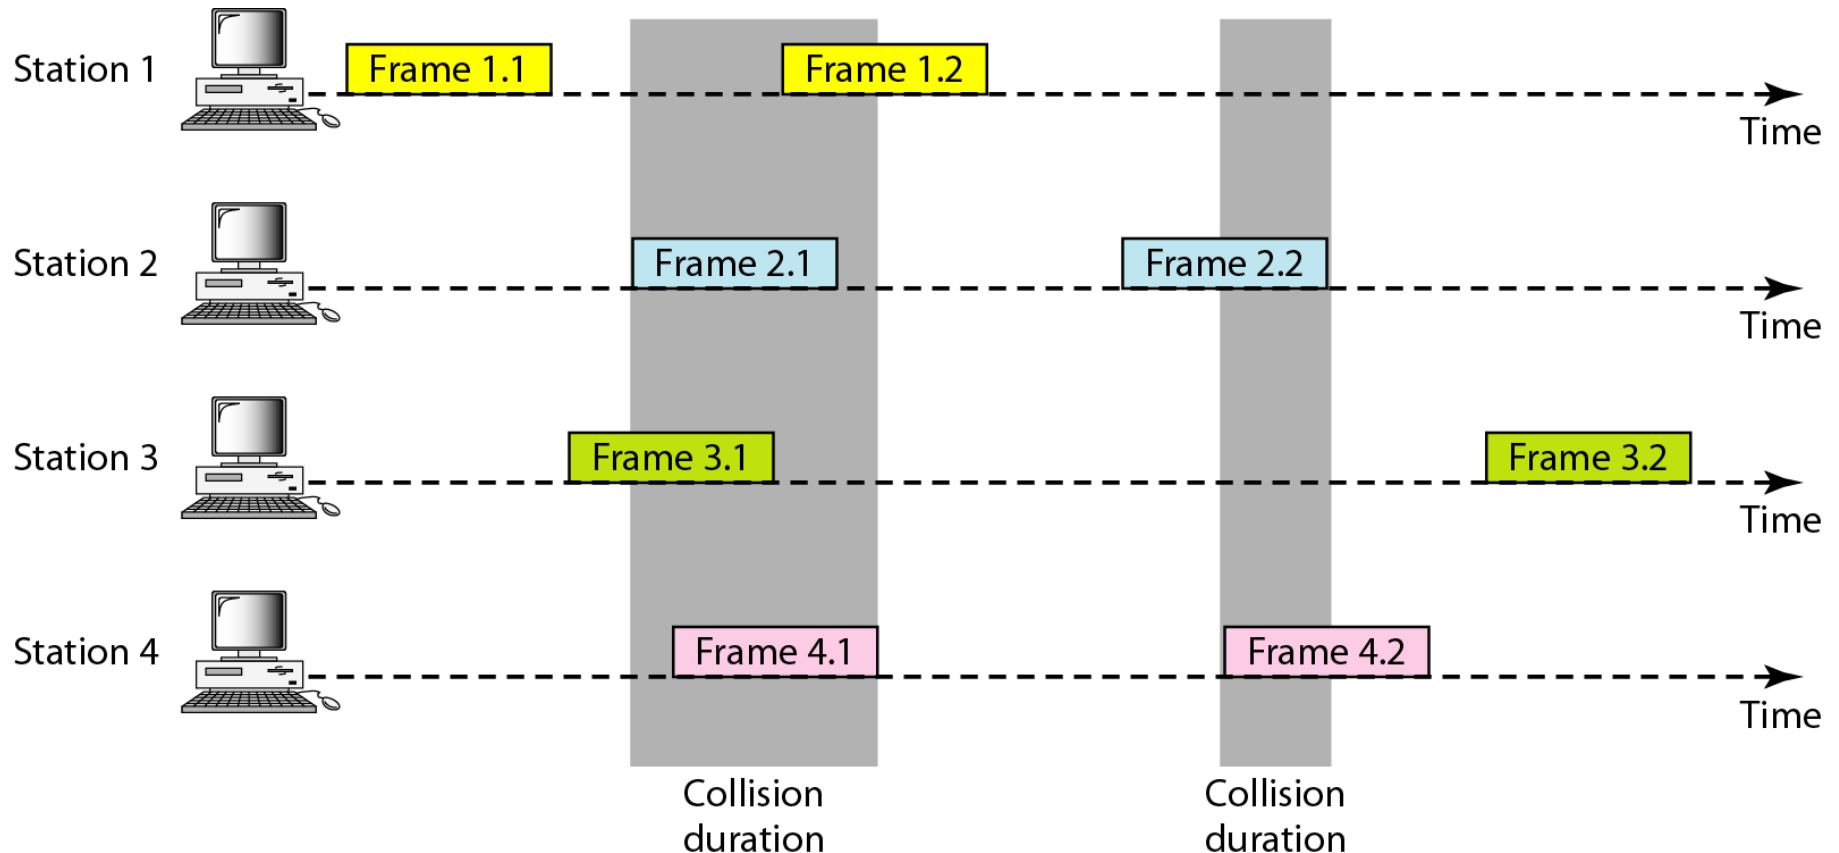 Station 1
Frame 1.1
Frame 1.2
Time
Station 2
Frame 2.1
Frame 2.2
Time
Station 3
Frame 3.1
Frame 3.2
Time
Station 4
Frame 4.1
Frame 4.2
Time
Collision
duration
Collision
duration